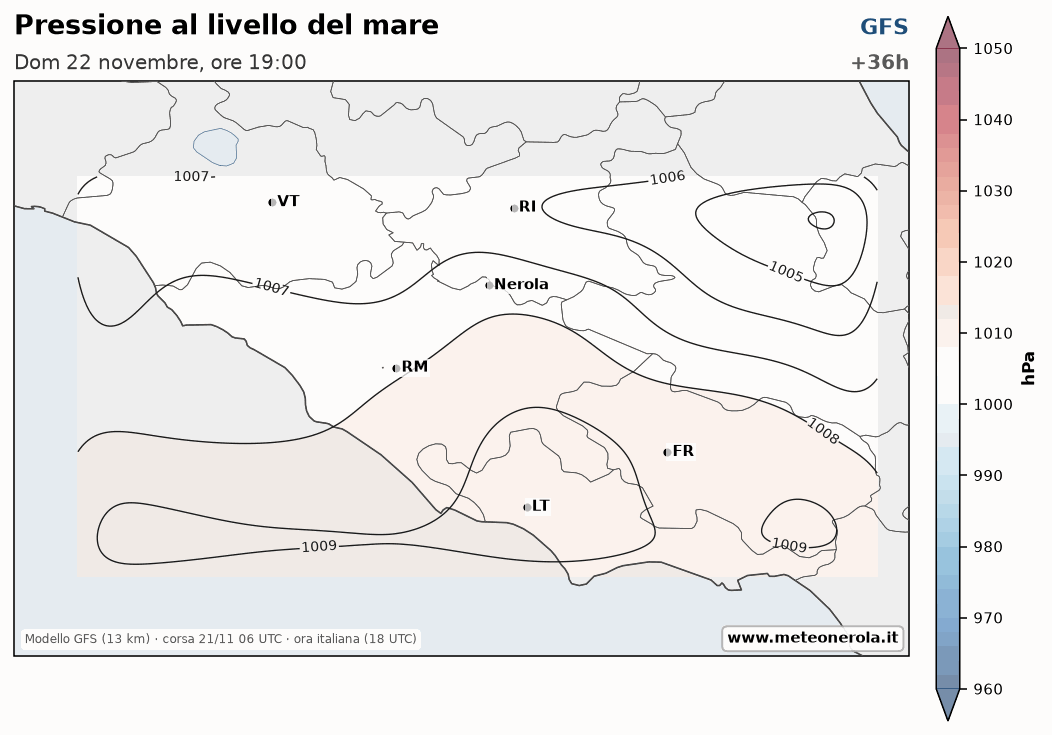 Pressione al livello del mare
GFS
Dom 22 novembre, ore 19:00
+36h
1050
1040
1030
1020
1010
1000
990
980
970
960
hPa
1007-
1006
VT
RI
1005
1007
Nerola
RM
1008
FR
LT
1009
1009
Modello GFS (13 km) · corsa 21/11 06 UTC · ora italiana (18 UTC)
www.meteonerola.it